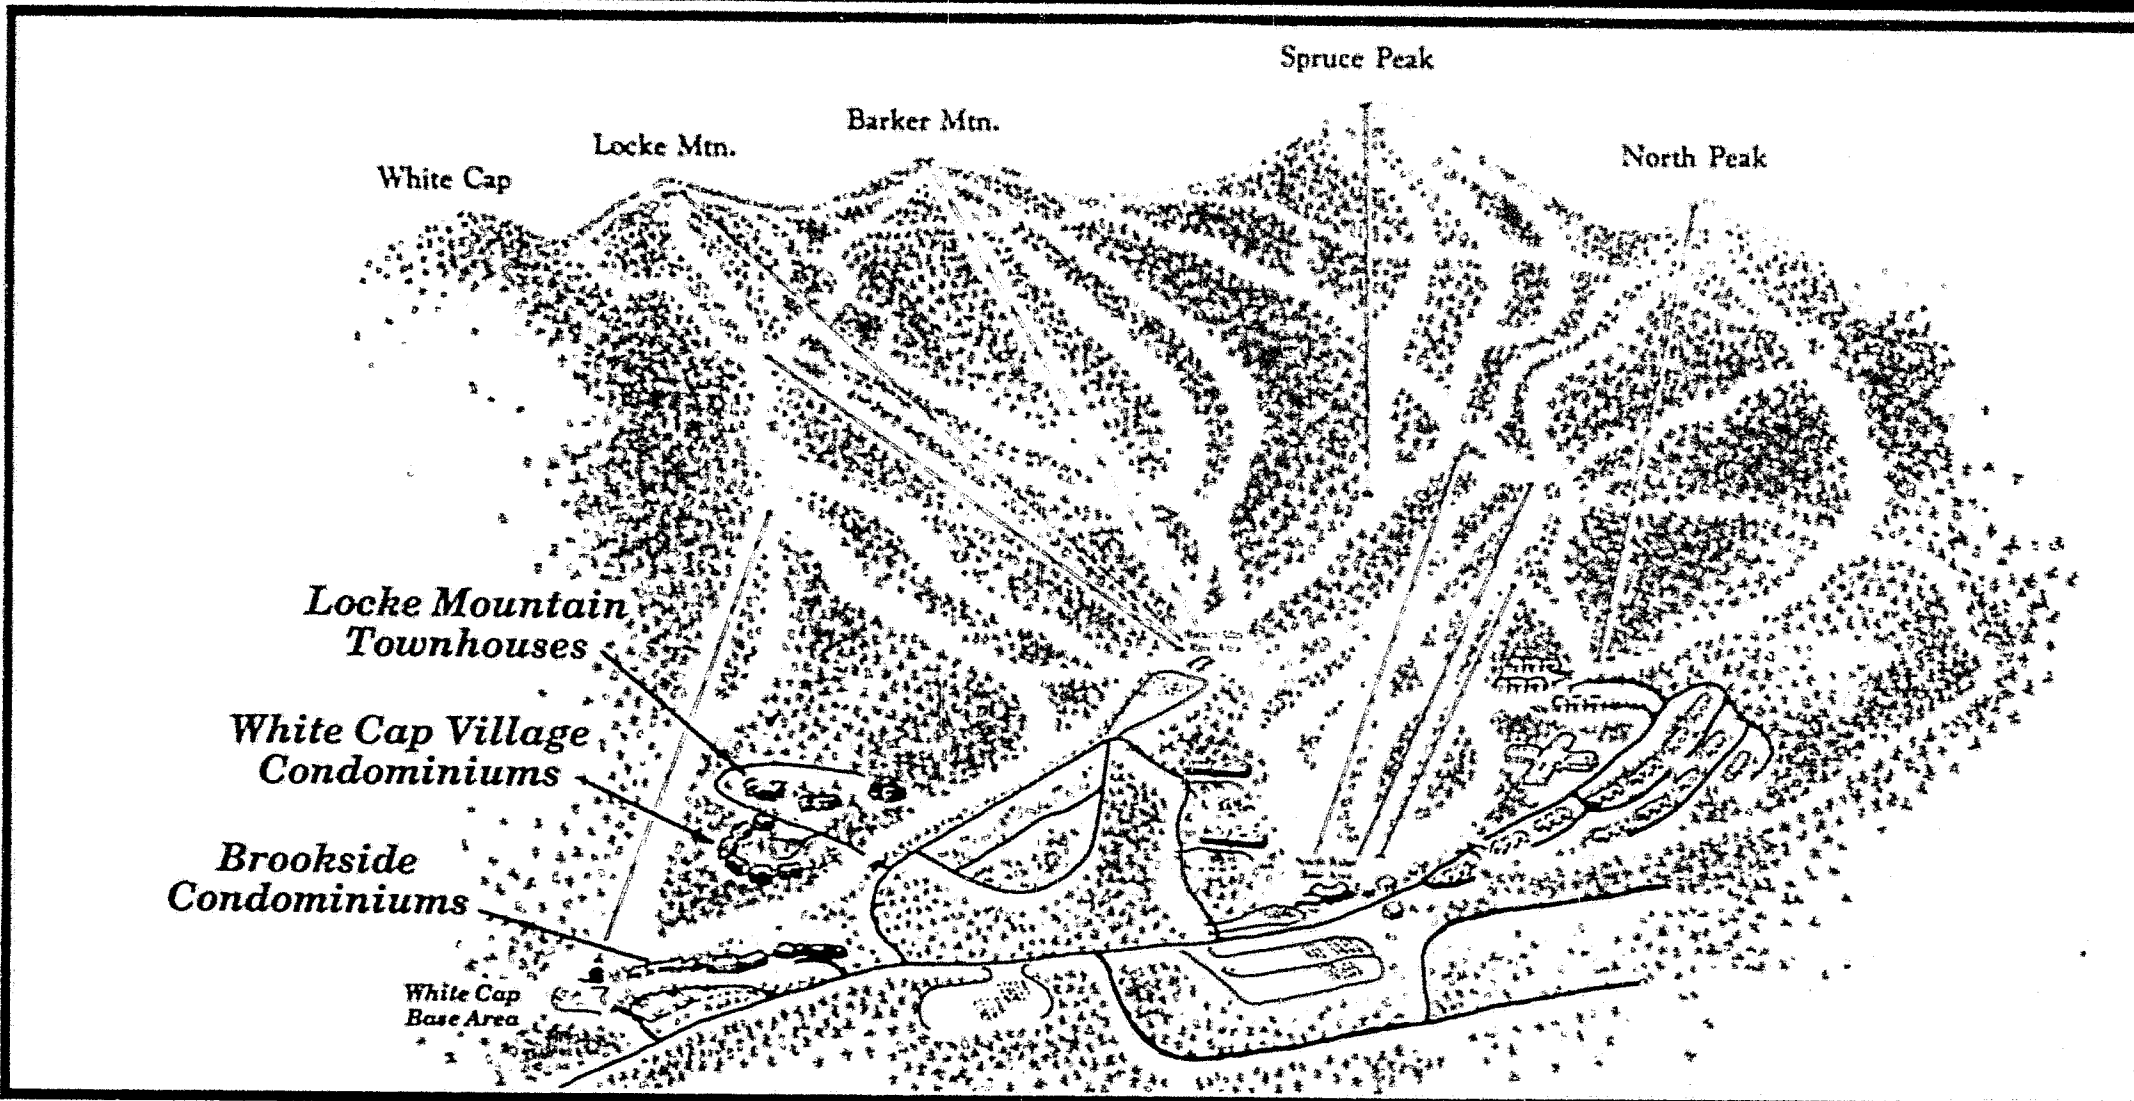 Spruce Peak
Barker Mtn.
Locke Mtn.
North Peak
White Cap
Locke Mountain
Townhouses
White Cap Village
Condominiums
Brookside
Condominiums
White Cap
Base Area